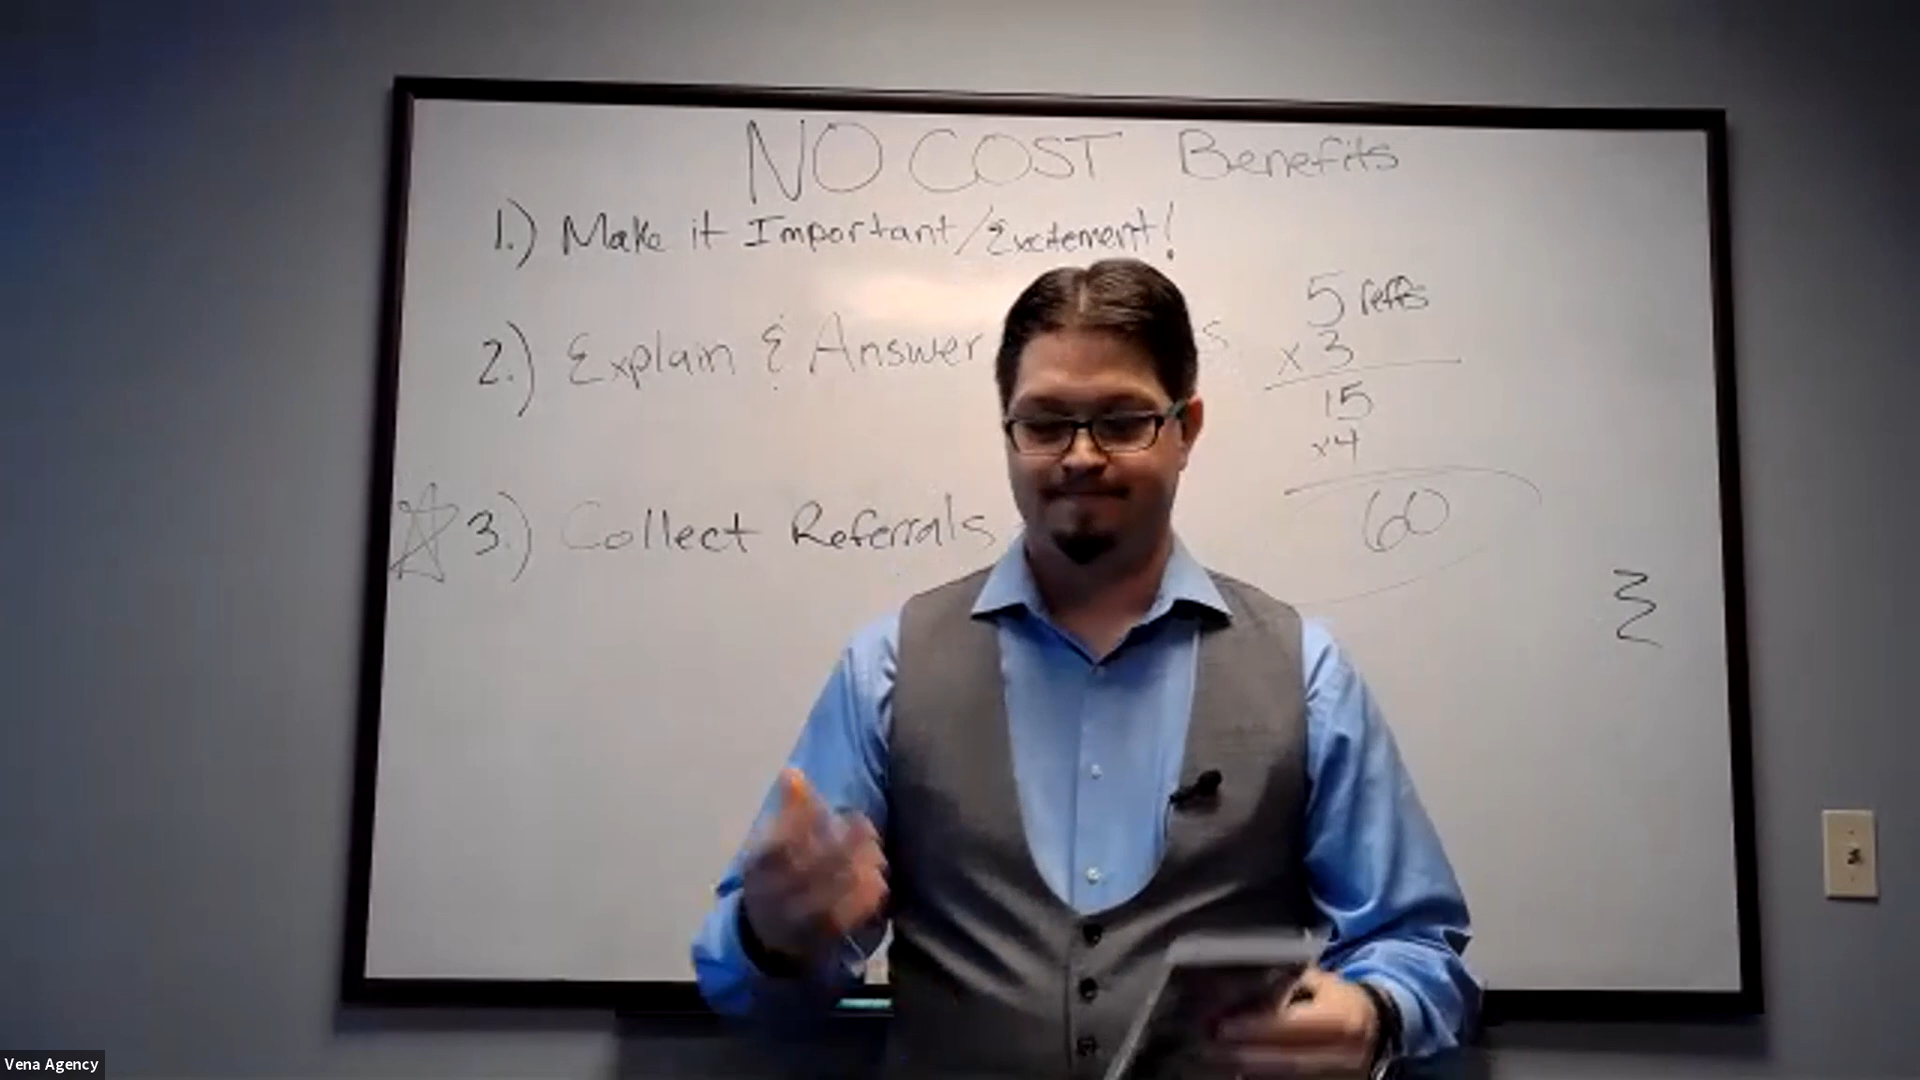 NO COST Benefits
1.) Make it Important/Excitement!
2.) Explain & Answer
3.) Collect Referrals
5 reffs
x 3
15
x4
60
Vena Agency